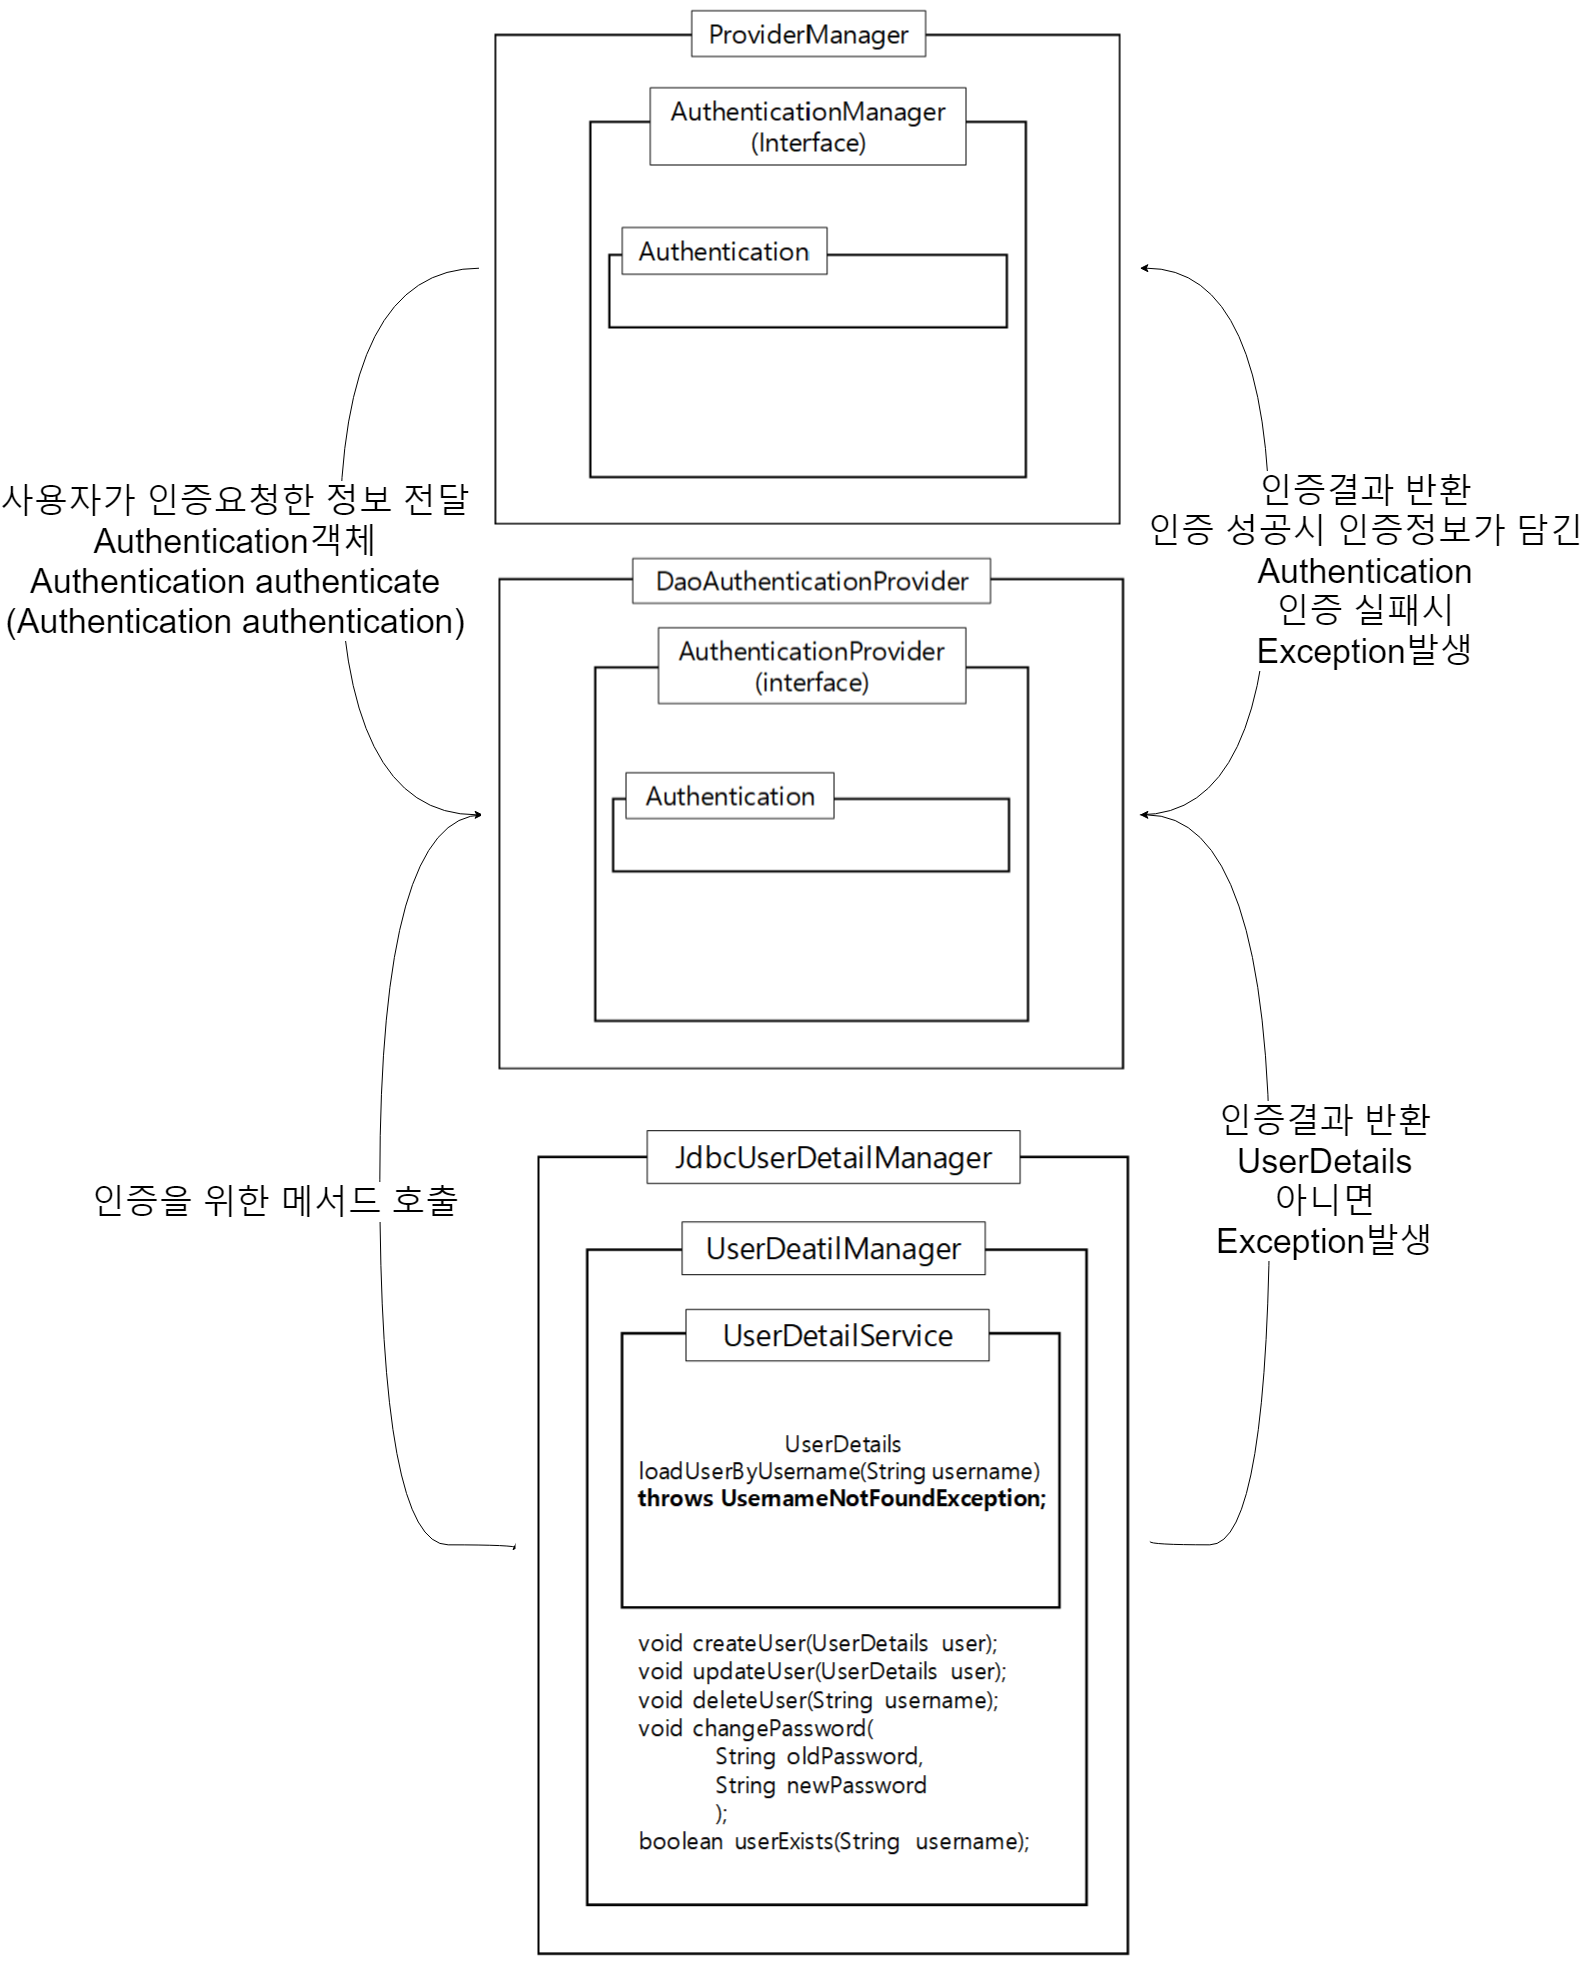 ProviderManager
AuthenticationManager
(Interface)
Authentication
사용자가 인증요청한 정보 전달
Authentication객체
Authentication authenticate
(Authentication authentication)
인증결과 반환
인증 성공시 인증정보가 담긴
Authentication
인증 실패시
Exception발생
DaoAuthenticationProvider
AuthenticationProvider
(interface)
Authentication
인증을 위한 메서드 호출
인증결과 반환
UserDetails
아니면
Exception발생
JdbcUserDetailManager
UserDeatilManager
UserDetailService
UserDetails
loadUserByUsername(String username)
throws UsernameNotFoundException;
void createUser(UserDetails user);
void updateUser(UserDetails user);
void deleteUser(String username);
void changePassword(
String oldPassword,
String newPassword
);
boolean userExists(String username);